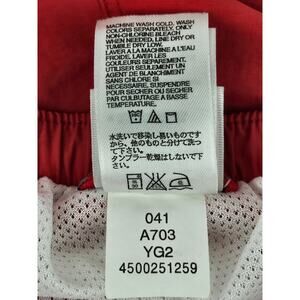 MACHINE WASH COLD. WASH
COLORS SEPARATELY. ONLY
NON-CHLORINE BLEACH
WHEN NEEDED, LINE DRY OR
TUMBLE DRY LOW.
LAVER A LA MACHINE A L'EAU
FROIDE, LAVER LES
COULEURS SEPAREMENT.
UTILISER SEULEMENT UN
AGENT DE BLANCHIMENT
SANS CHLORE SI
NECESSAIRE, SUSPENDRE
POUR SECHER OU SECHER
PAR CULBUTAGE A BASSE
TEMPERATURE.
水洗いで移染し易いものです
から、他のものと分けて洗っ
て下さい。
タンブラー乾燥はしないで下
さい。
041
A703
YG2
4500251259